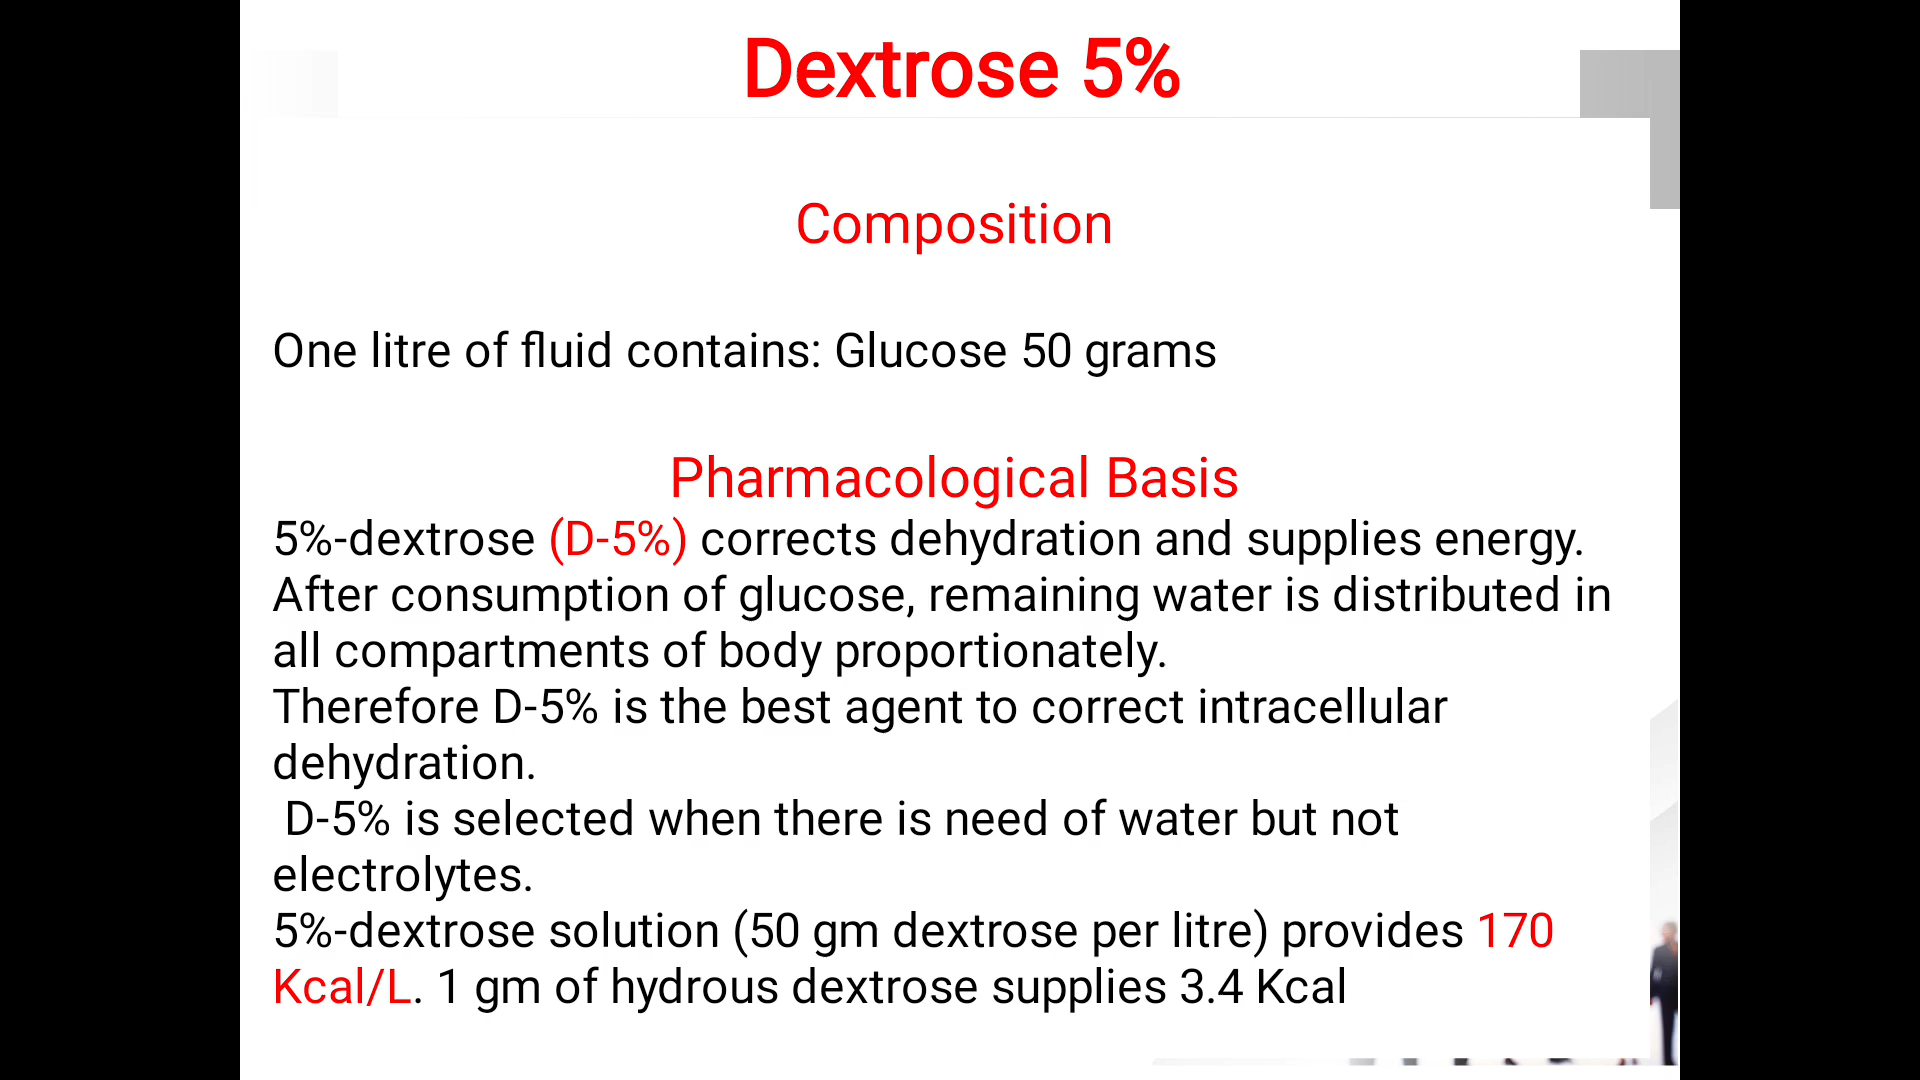 Dextrose 5%
Composition
One litre of fluid contains: Glucose 50 grams
Pharmacological Basis
5%-dextrose (D-5%) corrects dehydration and supplies energy.
After consumption of glucose, remaining water is distributed in
all compartments of body proportionately.
Therefore D-5% is the best agent to correct intracellular
dehydration.
D-5% is selected when there is need of water but not
electrolytes.
5%-dextrose solution (50 gm dextrose per litre) provides 170
Kcal/L. 1 gm of hydrous dextrose supplies 3.4 Kcal